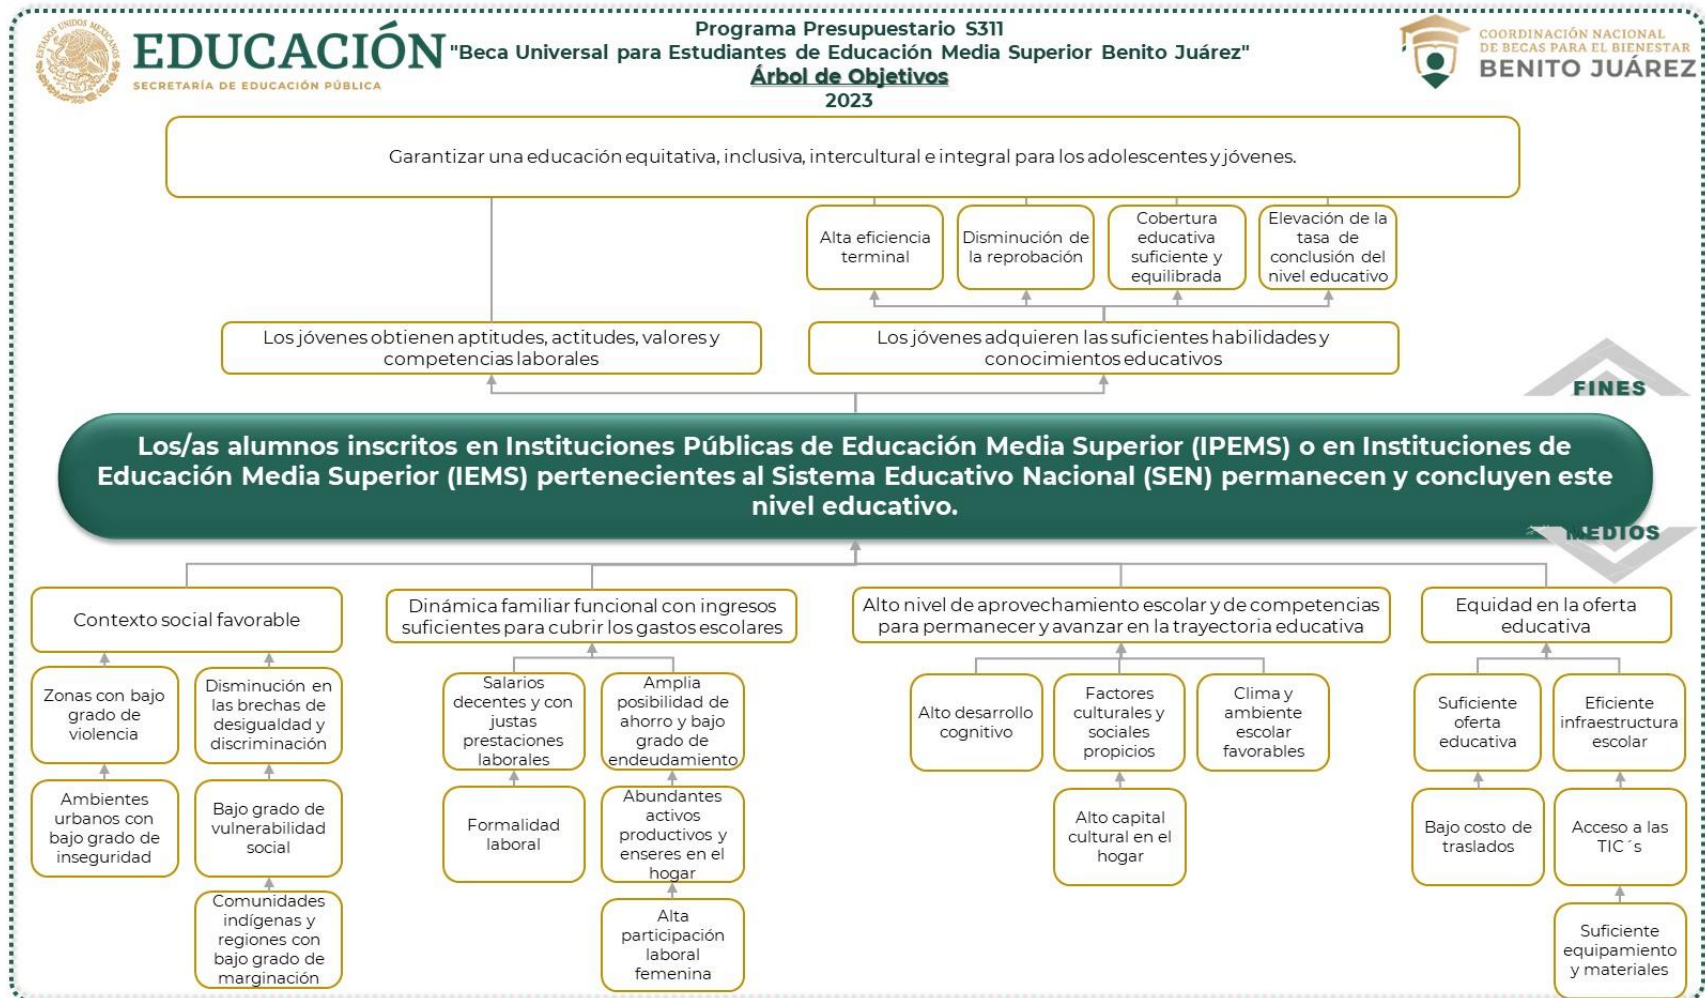 ESTADOS UNIDOS MEXICANOS
EDUCACIÓN
SECRETARÍA DE EDUCACIÓN PÚBLICA
Programa Presupuestario S311
"Beca Universal para Estudiantes de Educación Media Superior Benito Juárez"
Árbol de Objetivos
2023
COORDINACIÓN NACIONAL
DE BECAS PARA EL BIENESTAR
BENITO JUÁREZ
Garantizar una educación equitativa, inclusiva, intercultural e integral para los adolescentes y jóvenes.
Alta eficiencia
terminal
Disminución de
la reprobación
Cobertura
educativa
suficiente y
equilibrada
Elevación de la
tasa de
conclusión del
nivel educativo
Los jóvenes obtienen aptitudes, actitudes, valores y
competencias laborales
Los jóvenes adquieren las suficientes habilidades y
conocimientos educativos
FINES
Los/as alumnos inscritos en Instituciones Públicas de Educación Media Superior (IPEMS) o en Instituciones de
Educación Media Superior (IEMS) pertenecientes al Sistema Educativo Nacional (SEN) permanecen y concluyen este
nivel educativo.
MEDIOS
Contexto social favorable
Dinámica familiar funcional con ingresos
suficientes para cubrir los gastos escolares
Alto nivel de aprovechamiento escolar y de competencias
para permanecer y avanzar en la trayectoria educativa
Equidad en la oferta
educativa
Zonas con bajo
grado de
violencia
Disminución en
las brechas de
desigualdad y
discriminación
Salarios
decentes y con
justas
prestaciones
laborales
Amplia
posibilidad de
ahorro y bajo
grado de
endeudamiento
Alto desarrollo
cognitivo
Factores
culturales y
sociales
propicios
Clima y
ambiente
escolar
favorables
Suficiente
oferta
educativa
Eficiente
infraestructura
escolar
Ambientes
urbanos con
bajo grado de
inseguridad
Bajo grado de
vulnerabilidad
social
Formalidad
laboral
Abundantes
activos
productivos y
enseres en el
hogar
Alto capital
cultural en el
hogar
Bajo costo de
traslados
Acceso a las
TIC´s
Comunidades
indígenas y
regiones con
bajo grado de
marginación
Alta
participación
laboral
femenina
Suficiente
equipamiento
y materiales